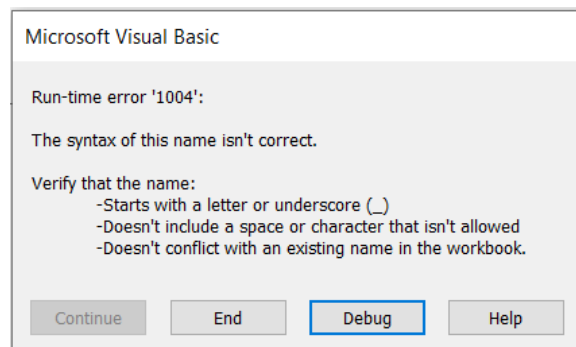 Microsoft Visual Basic
Run-time error '1004':
The syntax of this name isn't correct.
Verify that the name:
-Starts with a letter or underscore (_)
-Doesn't include a space or character that isn't allowed
-Doesn't conflict with an existing name in the workbook.
Continue End Debug Help